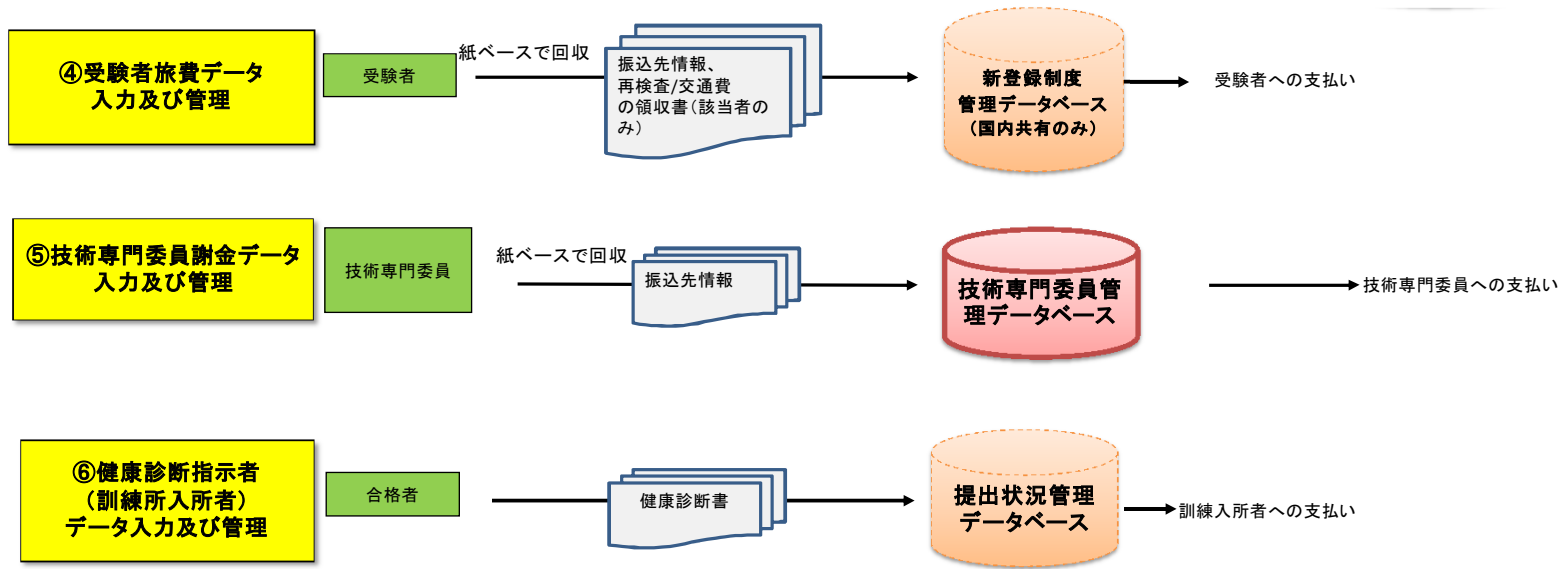 ④受験者旅費データ
入力及び管理
受験者
紙ベースで回収
振込先情報、
再検査/交通費
の領収書(該当者の
み)
新登録制度
管理データベース
(国内共有のみ)
受験者への支払い
⑤技術専門委員謝金データ
入力及び管理
技術専門委員
紙ベースで回収
振込先情報
技術専門委員管
理データベース
技術専門委員への支払い
⑥健康診断指示者
(訓練所入所者)
データ入力及び管理
合格者
健康診断書
提出状況管理
データベース
訓練入所者への支払い